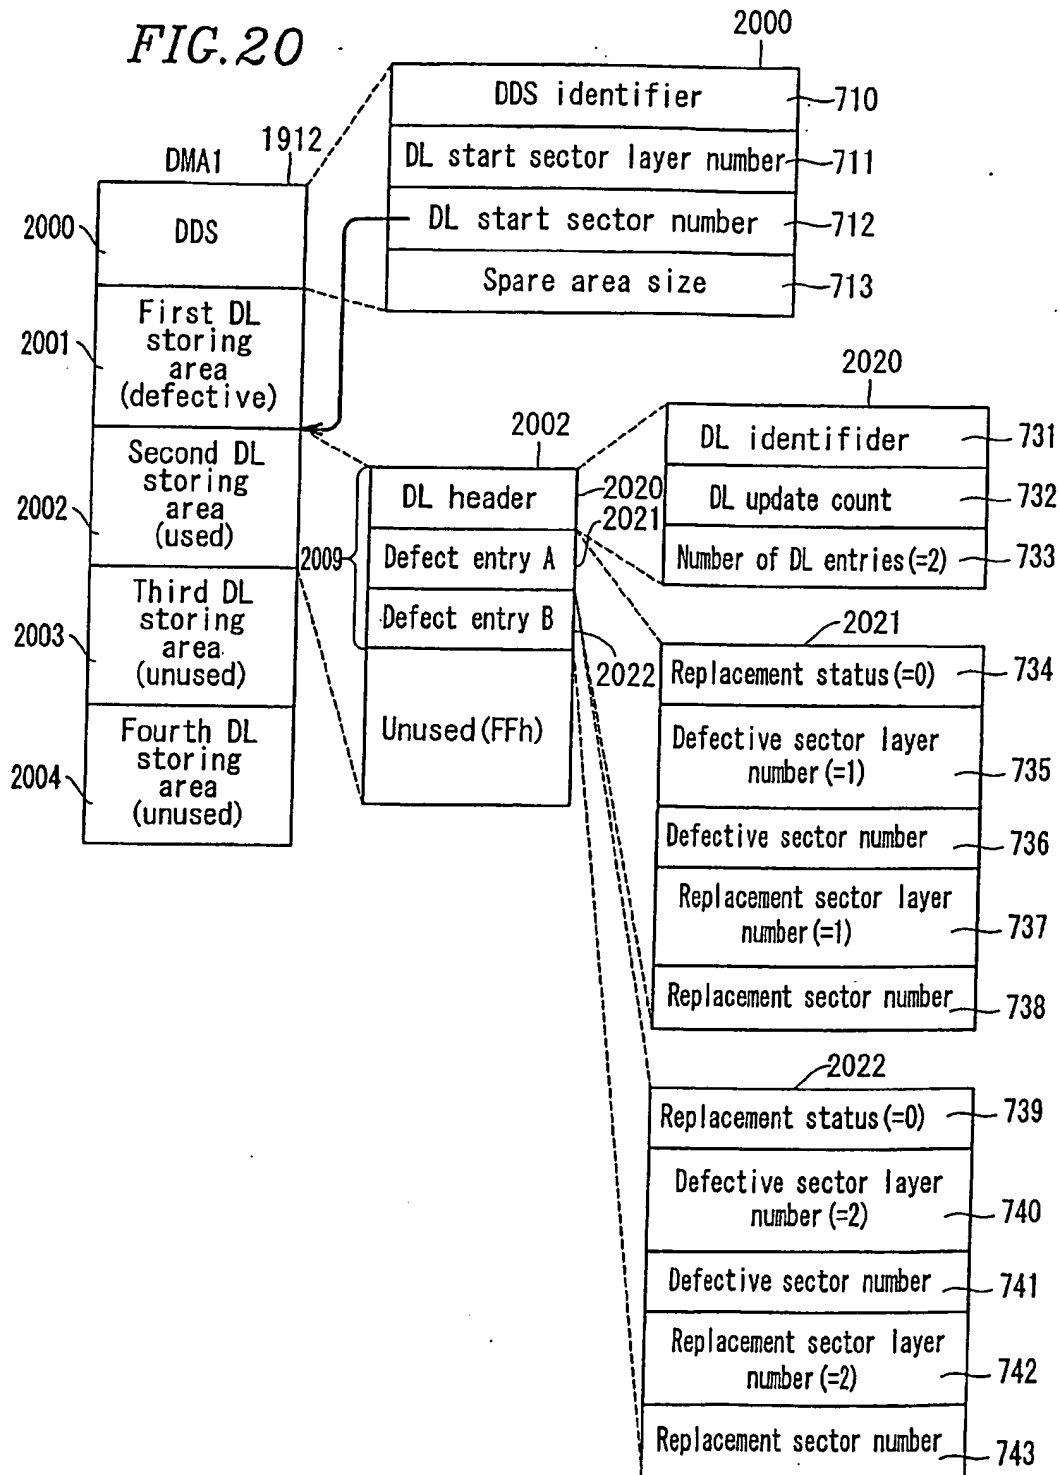 FIG.20
2000
DDS identifier
710
DL start sector layer number
711
DL start sector number
712
Spare area size
713
DMA1
1912
2000
DDS
2001
First DL
storing
area
(defective)
2002
Second DL
storing
area
(used)
2003
Third DL
storing
area
(unused)
2004
Fourth DL
storing
area
(unused)
2002
2009
DL header
2020
2021
Defect entry A
Defect entry B
2022
Unused(FFh)
2020
DL identifider
731
DL update count
732
Number of DL entries(=2)
733
2021
Replacement status(=0)
734
Defective sector layer
number(=1)
735
Defective sector number
736
Replacement sector layer
number(=1)
737
Replacement sector number
738
2022
Replacement status(=0)
739
Defective sector layer
number(=2)
740
Defective sector number
741
Replacement sector layer
number(=2)
742
Replacement sector number
743